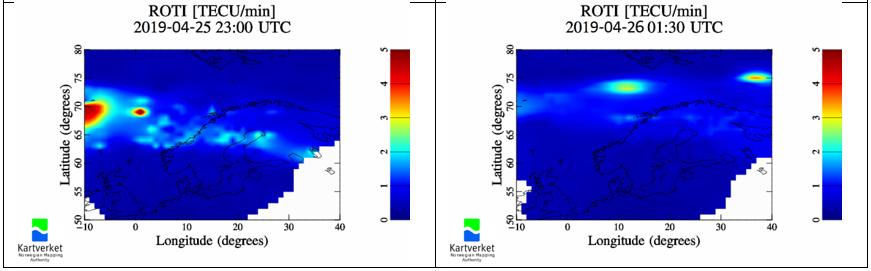 ROTI [TECU/min]
2019-04-25 23:00 UTC
80
75
70
65
60
55
50
Latitude (degrees)
-10
0
10
20
30
40
Longitude (degrees)
5
4
3
2
1
0
Kartverket
Norwegian Mapping
Authority
ROTI [TECU/min]
2019-04-26 01:30 UTC
80
75
70
65
60
55
50
Latitude (degrees)
-10
0
10
20
30
40
Longitude (degrees)
5
4
3
2
1
0
Kartverket
Norwegian Mapping
Authority